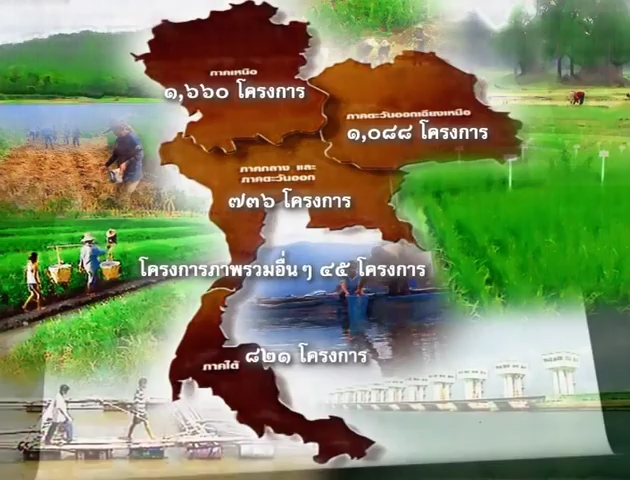 ภาคเหนือ
๑,๖๖๐ โครงการ
ภาคตะวันออกเฉียงเหนือ
๑,๐๘๘ โครงการ
ภาคกลาง และ
ภาคตะวันออก
๗๓๖ โครงการ
โครงการภาพรวมอื่น ๆ ๔๕ โครงการ
ภาคใต้ ๘๒๑ โครงการ